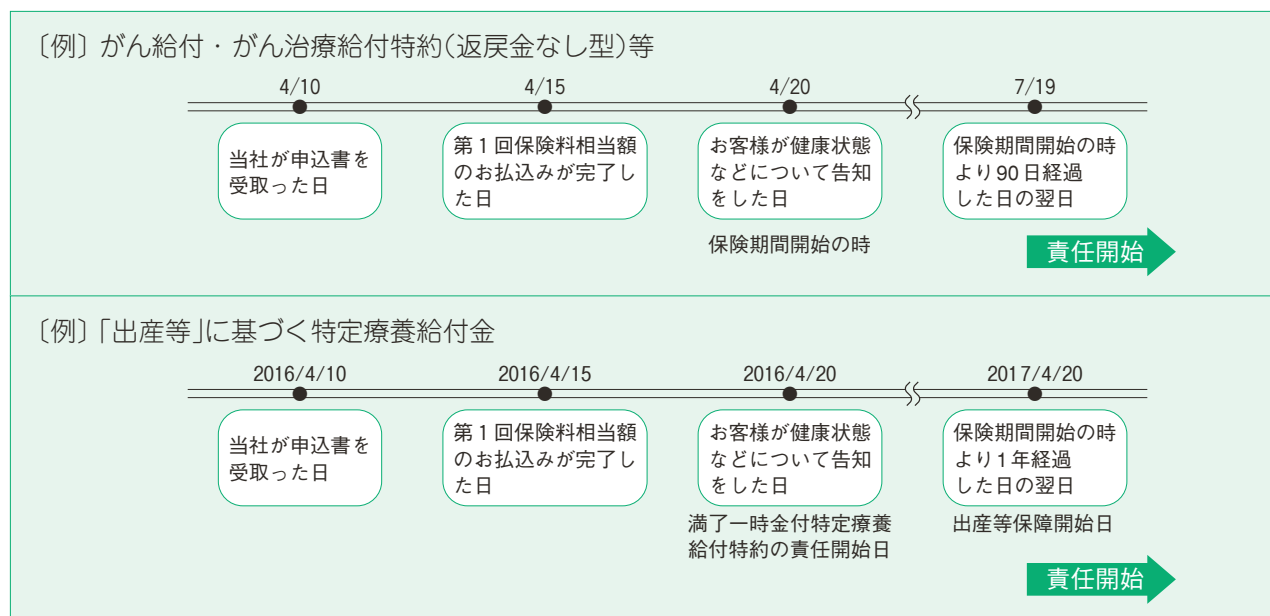 〔例〕がん給付・がん治療給付特約(返戻金なし型)等
4/10
4/15
4/20
7/19
当社が申込書を
受取った日
第1回保険料相当額
のお払込みが完了し
た日
お客様が健康状態
などについて告知
をした日
保険期間開始の時
より90日経過
した日の翌日
保険期間開始の時
責任開始
〔例〕「出産等」に基づく特定療養給付金
2016/4/10
2016/4/15
2016/4/20
2017/4/20
当社が申込書を
受取った日
第1回保険料相当額
のお払込みが完了し
た日
お客様が健康状態
などについて告知
をした日
保険期間開始の時
より1年経過
した日の翌日
満了一時金付特定療養
給付特約の責任開始日
出産等保障開始日
責任開始